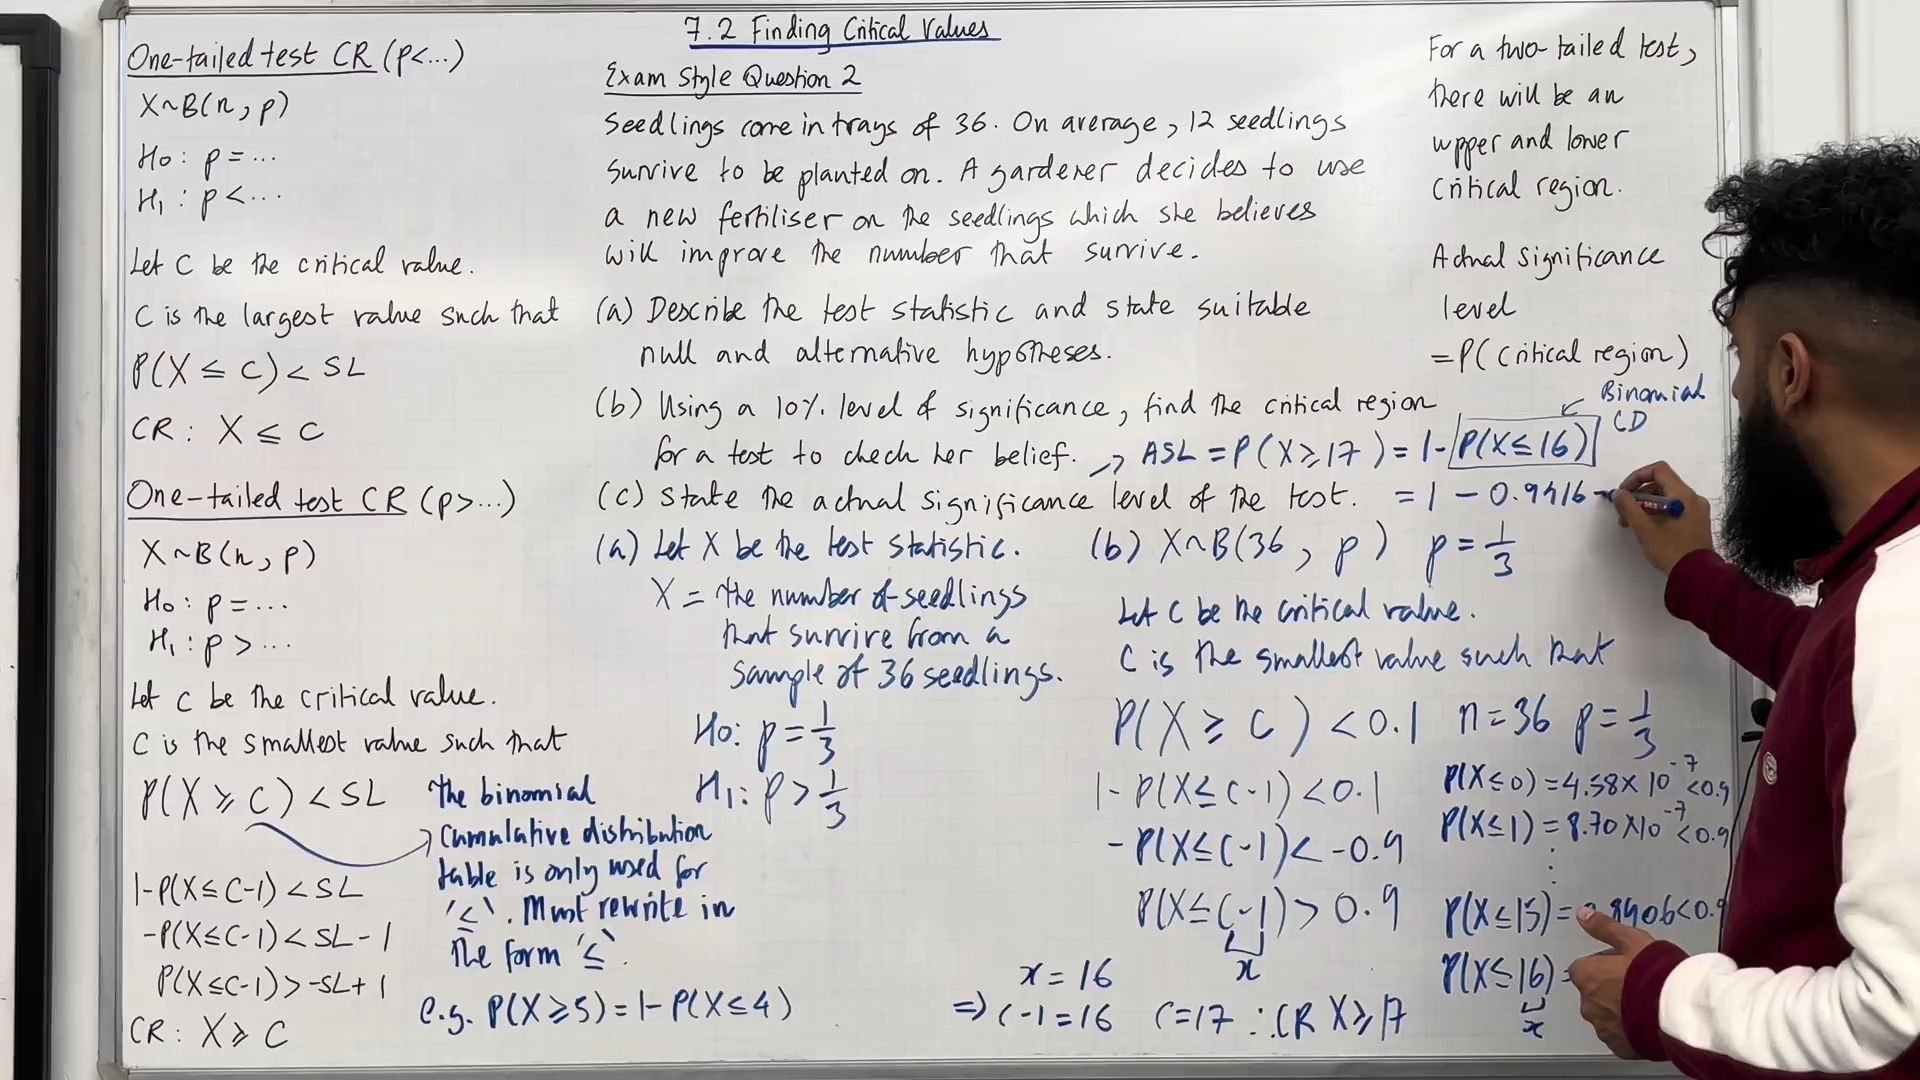 7.2 Finding Critical Values
One-tailed test CR (p<...)
X~B(n, p)
H0: p = ...
H1: p < ...
Let C be the critical value.
C is the largest value such that
P(X ≤ C) < SL
CR: X ≤ C
One-tailed test CR (p>...)
X~B(n, p)
H0: p = ...
H1: p > ...
Let C be the critical value.
C is the smallest value such that
P(X ≥ C) < SL
1-P(X≤C-1) < SL
-P(X≤C-1) < SL - 1
P(X≤C-1) > -SL + 1
CR: X ≥ C
the binomial
cumulative distribution
table is only used for
'≤'. Must rewrite in
the form '≤'.
e.g. P(X≥5) = 1-P(X≤4)
Exam Style Question 2
Seedlings come in trays of 36. On average, 12 seedlings
survive to be planted on. A gardener decides to use
a new fertiliser on the seedlings which she believes
will improve the number that survive.
(a) Describe the test statistic and state suitable
null and alternative hypotheses.
(b) Using a 10% level of significance, find the critical region
for a test to check her belief.
(c) State the actual significance level of the test.
→ ASL = P(X≥17) = 1-P(X≤16)
Binomial
CD
= 1 - 0.9416
(a) Let X be the test statistic.
X = the number of seedlings
that survive from a
sample of 36 seedlings.
H0: p = 1/3
H1: p > 1/3
(b) X~B(36, p) p = 1/3
Let C be the critical value.
C is the smallest value such that
P(X ≥ C) < 0.1 n = 36 p = 1/3
1-P(X≤C-1) < 0.1
-P(X≤C-1) < -0.9
P(X≤C-1) > 0.9
x
x = 16
⇒ C-1 = 16 C = 17 ∴ CR X≥17
P(X≤0) = 4.58×10^-7 < 0.9
P(X≤1) = 8.70×10^-7 < 0.9
⋮
P(X≤15) = 8906 < 0.9
P(X≤16) =
x
For a two-tailed test,
there will be an
upper and lower
critical region.
Actual significance
level
= P(critical region)